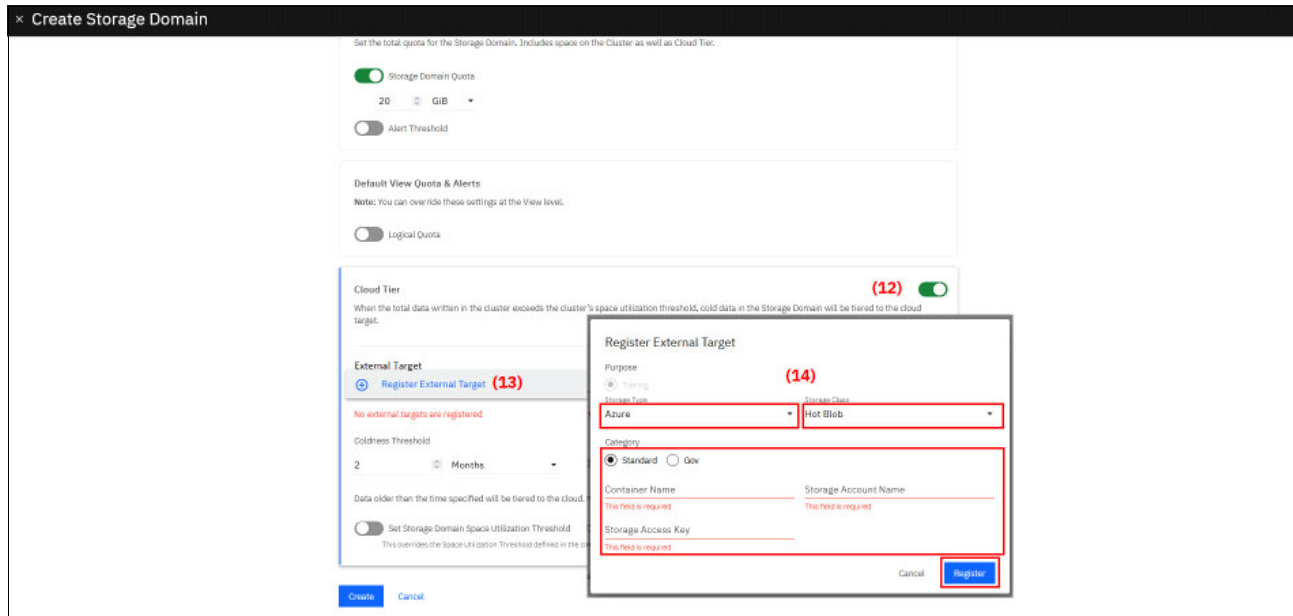 × Create Storage Domain
Set the total quota for the Storage Domain. Includes space on the Cluster as well as Cloud Tier.
Storage Domain Quota
20 GiB
Alert Threshold
Default View Quota & Alerts
Note: You can override these settings at the View level.
Logical Quota
Cloud Tier
(12)
When the total data written in the cluster exceeds the cluster's space utilization threshold, cold data in the Storage Domain will be tiered to the cloud
target.
External Target
Register External Target (13)
No external targets are registered
Coldness Threshold
2 Months
Data older than the time specified will be tiered to the cloud.
Set Storage Domain Space Utilization Threshold
This overrides the Space Utilization Threshold defined in the
Create Cancel
Register External Target
Purpose
(14)
Tiering
Storage Type Storage Class
Azure Hot Blob
Category
Standard Gov
Container Name Storage Account Name
This field is required This field is required
Storage Access Key
This field is required
Cancel Register